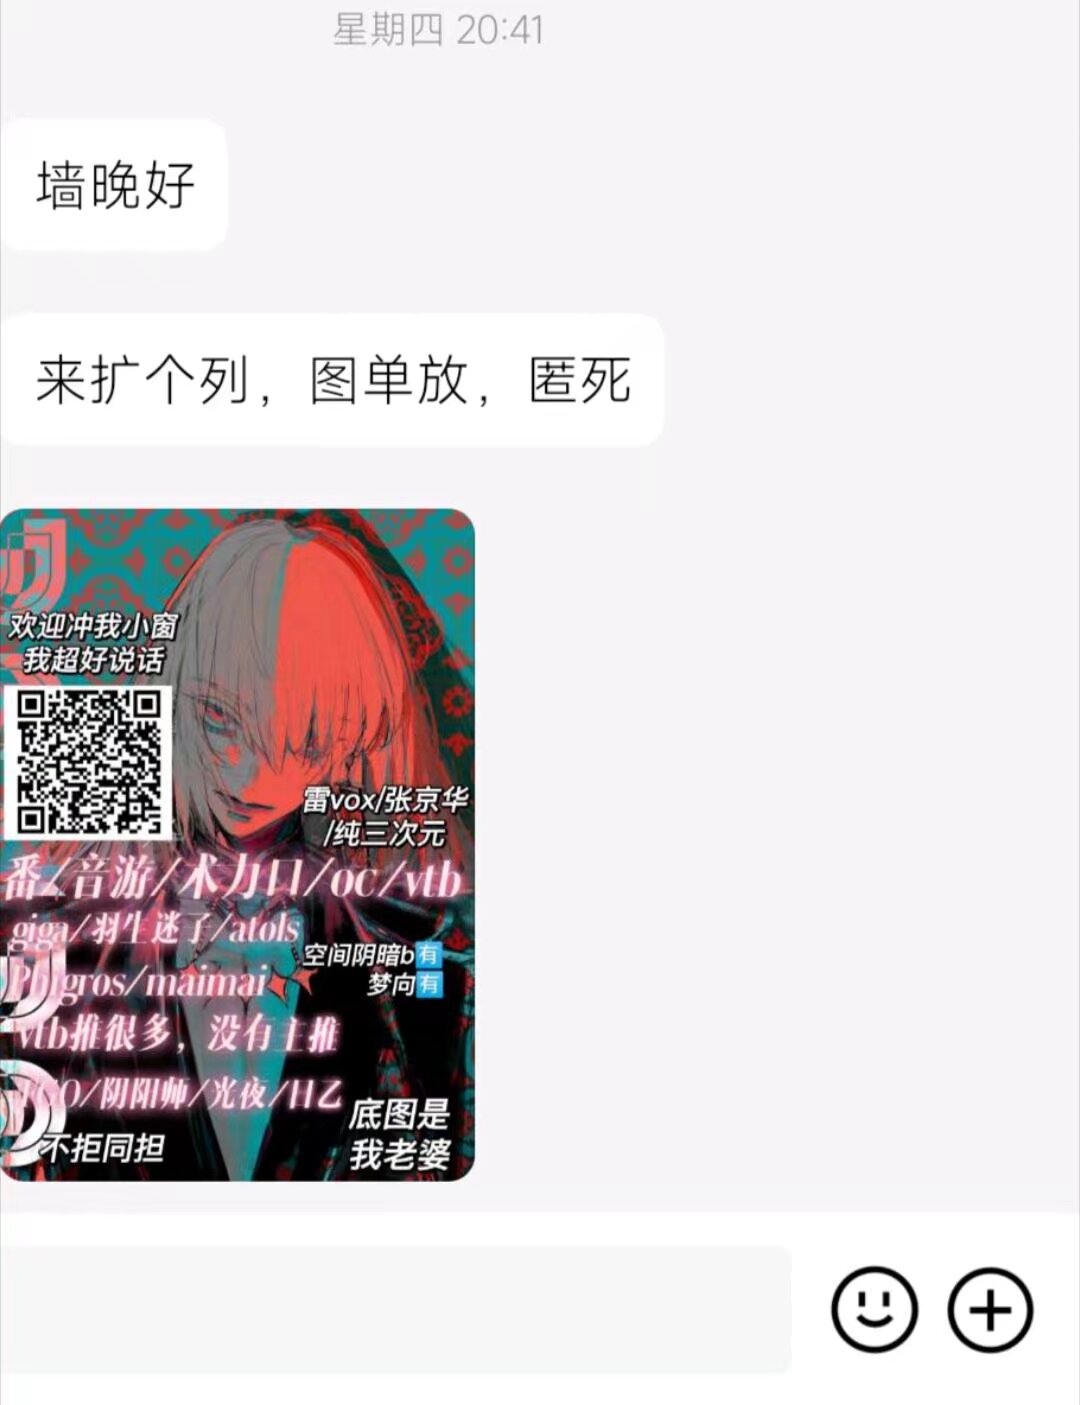 星期四 20:41
墙晚好
来扩个列，图单放，匿死
欢迎冲我小窗
我超好说话
雷vox/张京华
/纯三次元
番/音游/术力口/oc/vtb
giga/羽生迷子/atols
空间阴暗b有
Phigros/maimai
梦向有
vtb推很多，没有主推
/阴阳师/光夜/日乙
底图是
我老婆
不拒同担